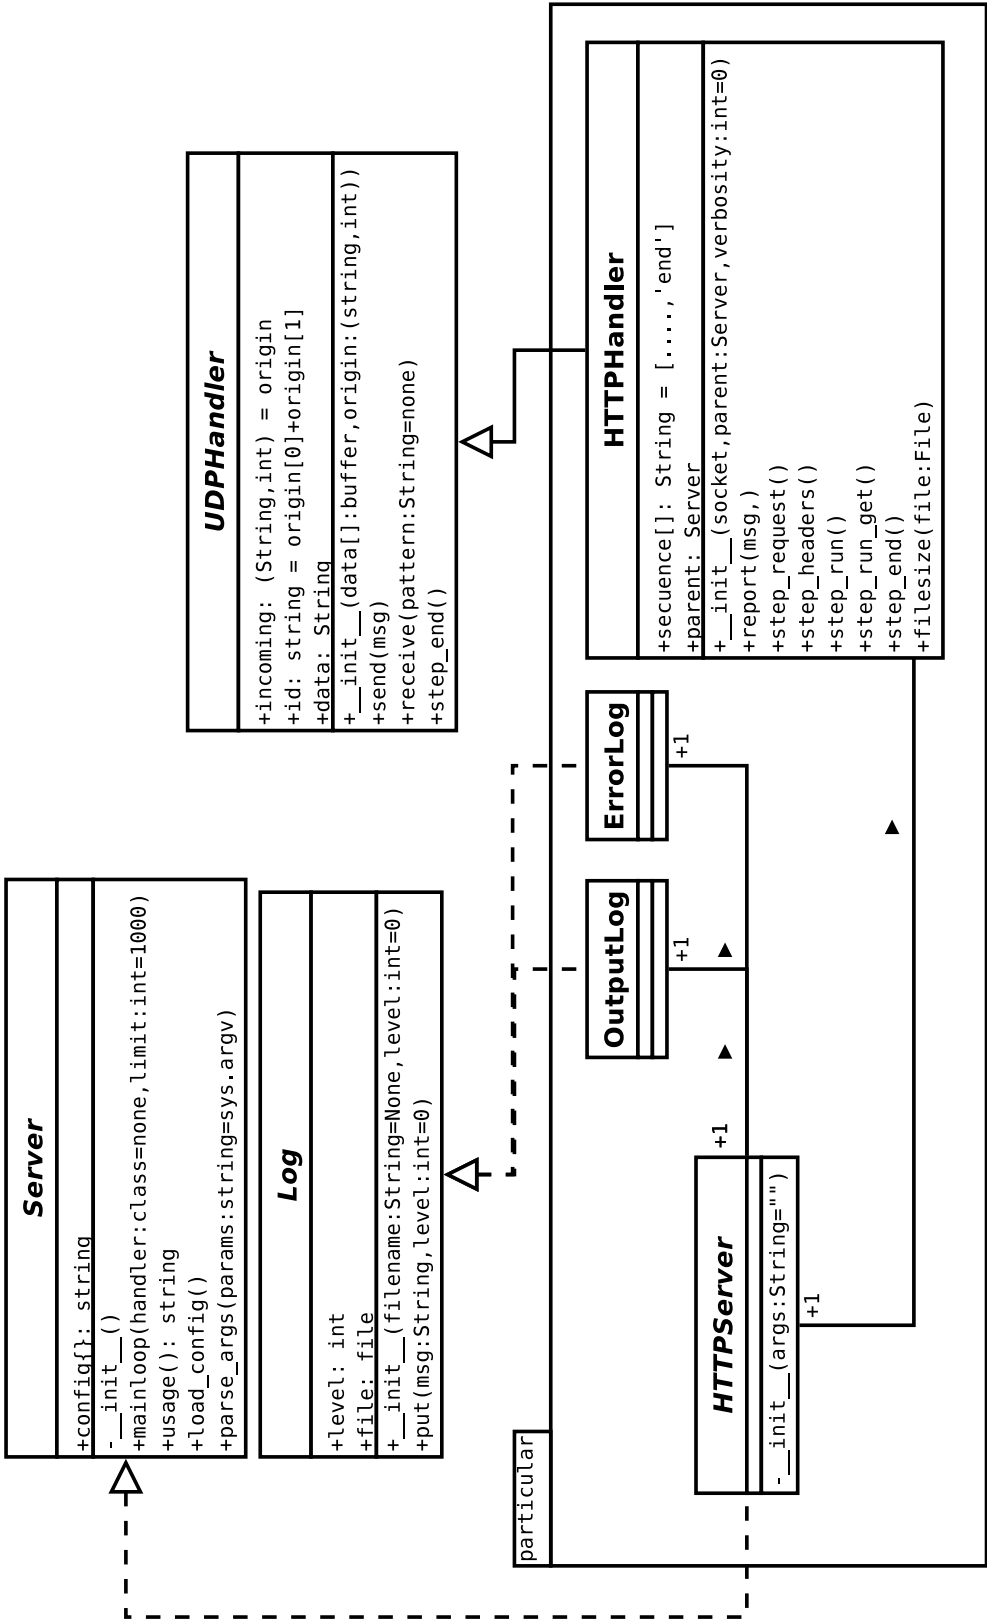 Server
+config{}: string
-__init__()
+mainloop(handler:class=none,limit:int=1000)
+usage(): string
+load_config()
+parse_args(params:string=sys.argv)
UDPHandler
+incoming: (String,int) = origin
+id: string = origin[0]+origin[1]
+data: String
+__init__(data[]:buffer,origin:(string,int))
+send(msg)
+receive(pattern:String=none)
+step_end()
Log
+level: int
+file: file
+__init__(filename:String=None,level:int=0)
+put(msg:String,level:int=0)
particular
OutputLog
+1
ErrorLog
+1
HTTPHandler
+secuence[]: String = [....,'end']
+parent: Server
+__init__(socket,parent:Server,verbosity:int=0)
+report(msg,)
+step_request()
+step_headers()
+step_run()
+step_run_get()
+step_end()
+filesize(file:File)
HTTPServer
+1
-__init__(args:String="")
+1